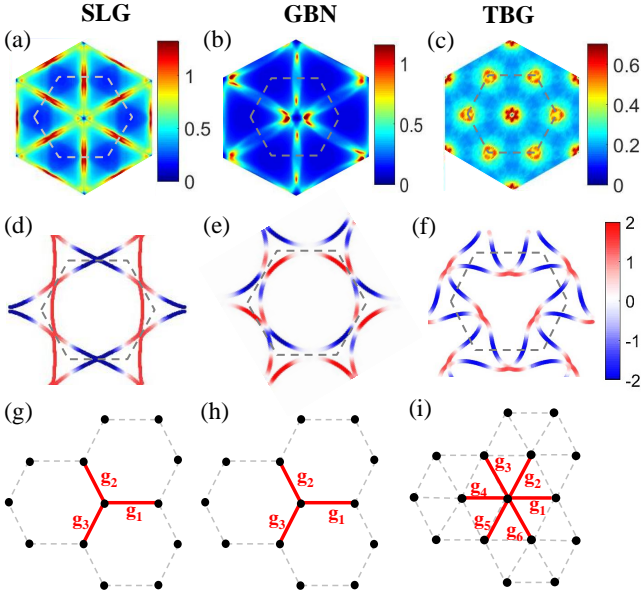 SLG GBN TBG
(a) (b) (c)
1 0.5 0
1 0.5 0
0.6 0.4 0.2 0
(d) (e) (f)
2 1 0 -1 -2
(g) (h) (i)
g2 g1 g3
g2 g1 g3
g3 g2 g4 g1 g5 g6